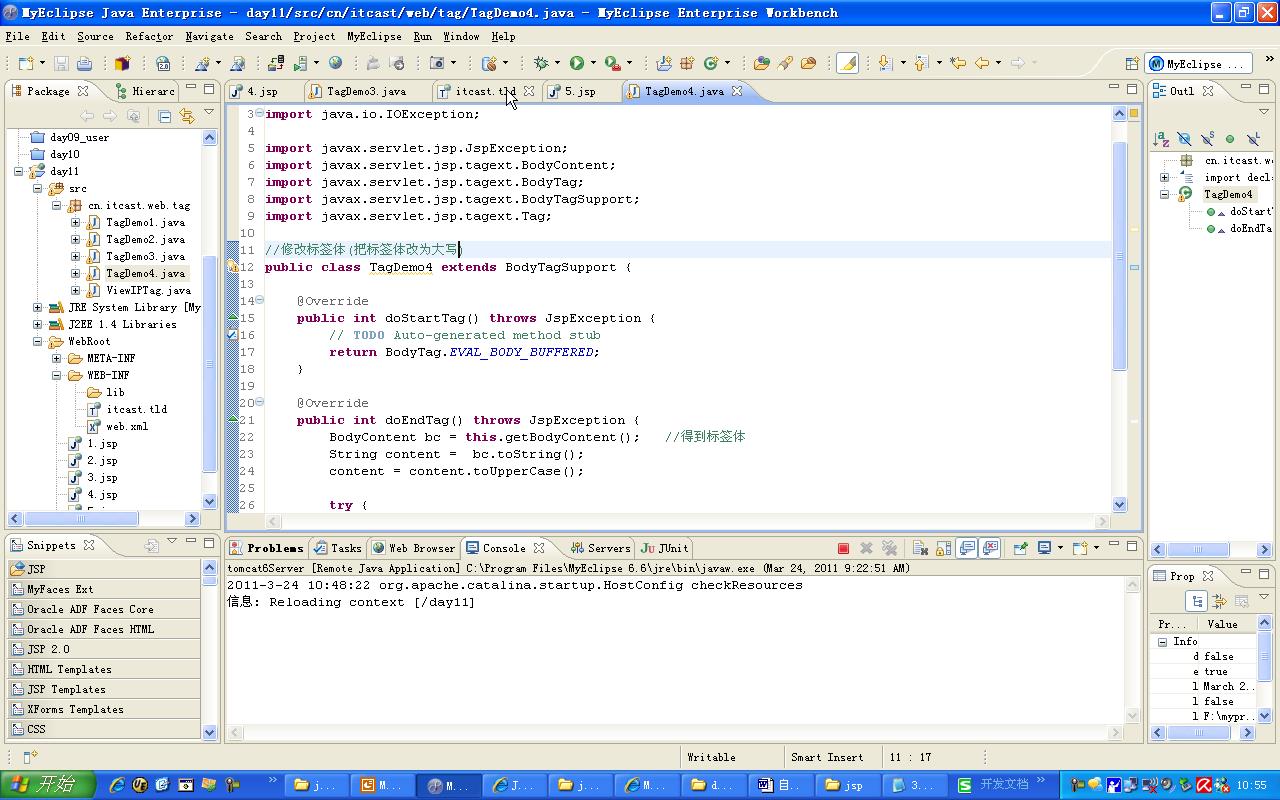 MyEclipse Java Enterprise - day11/src/cn/itcast/web/tag/TagDemo4.java - MyEclipse Enterprise Workbench
File Edit Source Refactor Navigate Search Project MyEclipse Run Window Help
MyEclipse ...
Package Hierarc
4.jsp TagDemo3.java itcast.tld 5.jsp TagDemo4.java
Outl
day09_user
day10
day11
src
cn.itcast.web.tag
TagDemo1.java
TagDemo2.java
TagDemo3.java
TagDemo4.java
ViewIPTag.java
JRE System Library [My
J2EE 1.4 Libraries
WebRoot
META-INF
WEB-INF
lib
itcast.tld
web.xml
1.jsp
2.jsp
3.jsp
4.jsp
3 import java.io.IOException;
4
5 import javax.servlet.jsp.JspException;
6 import javax.servlet.jsp.tagext.BodyContent;
7 import javax.servlet.jsp.tagext.BodyTag;
8 import javax.servlet.jsp.tagext.BodyTagSupport;
9 import javax.servlet.jsp.tagext.Tag;
10
11 //修改标签体(把标签体改为大写)
12 public class TagDemo4 extends BodyTagSupport {
13
14 @Override
15 public int doStartTag() throws JspException {
16 // TODO Auto-generated method stub
17 return BodyTag.EVAL_BODY_BUFFERED;
18 }
19
20 @Override
21 public int doEndTag() throws JspException {
22 BodyContent bc = this.getBodyContent(); //得到标签体
23 String content = bc.toString();
24 content = content.toUpperCase();
25
26 try {
cn.itcast.w
import decl
TagDemo4
doStart
doEndTa
Snippets
JSP
MyFaces Ext
Oracle ADF Faces Core
Oracle ADF Faces HTML
JSP 2.0
HTML Templates
JSP Templates
XForms Templates
CSS
Problems Tasks Web Browser Console Servers JUnit
tomcat6Server [Remote Java Application] C:\Program Files\MyEclipse 6.6\jre\bin\javaw.exe (Mar 24, 2011 9:22:51 AM)
2011-3-24 10:48:22 org.apache.catalina.startup.HostConfig checkResources
信息: Reloading context [/day11]
Prop
Pr... Value
Info
d false
e true
l March 2..
l false
l F:\mypr..
Writable Smart Insert 11 : 17
开始 j... M... M... J... j... M... d... 自.. jsp 3... 开发文档 10:55